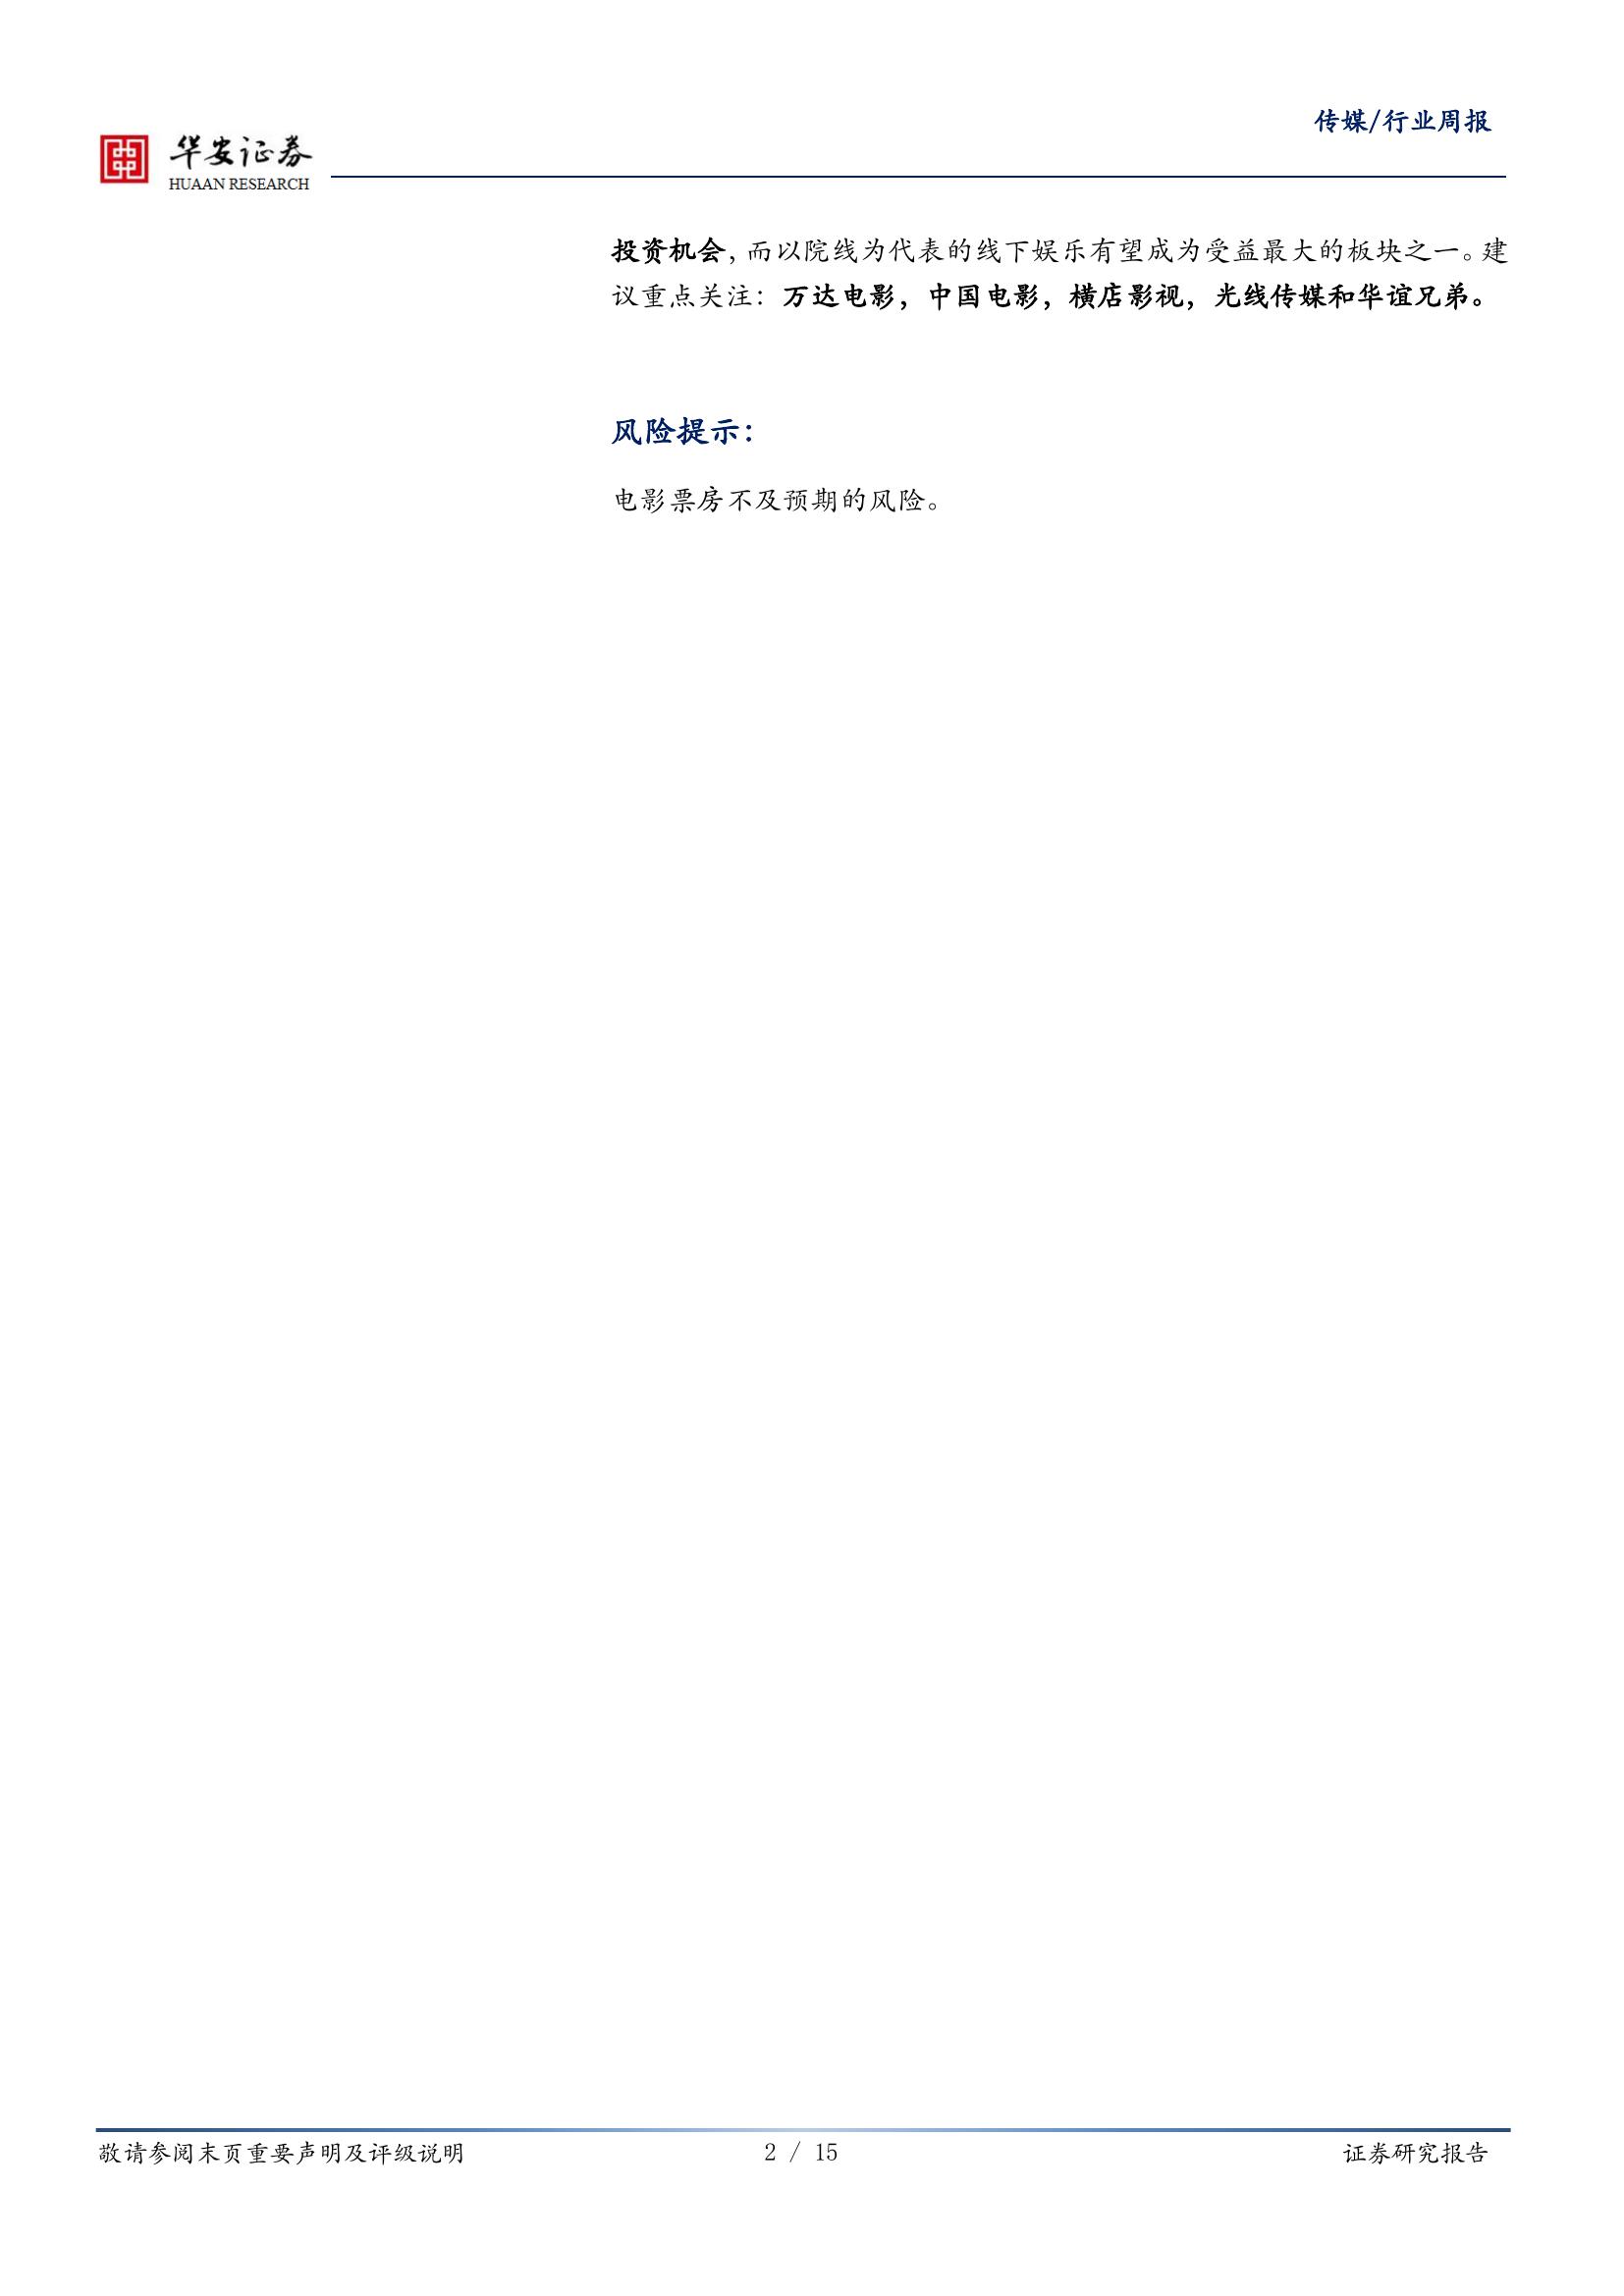 传媒/行业周报
华安证券
HUAAN RESEARCH
投资机会，而以院线为代表的线下娱乐有望成为受益最大的板块之一。建
议重点关注：万达电影，中国电影，横店影视，光线传媒和华谊兄弟。
风险提示：
电影票房不及预期的风险。
敬请参阅末页重要声明及评级说明
2 / 15
证券研究报告